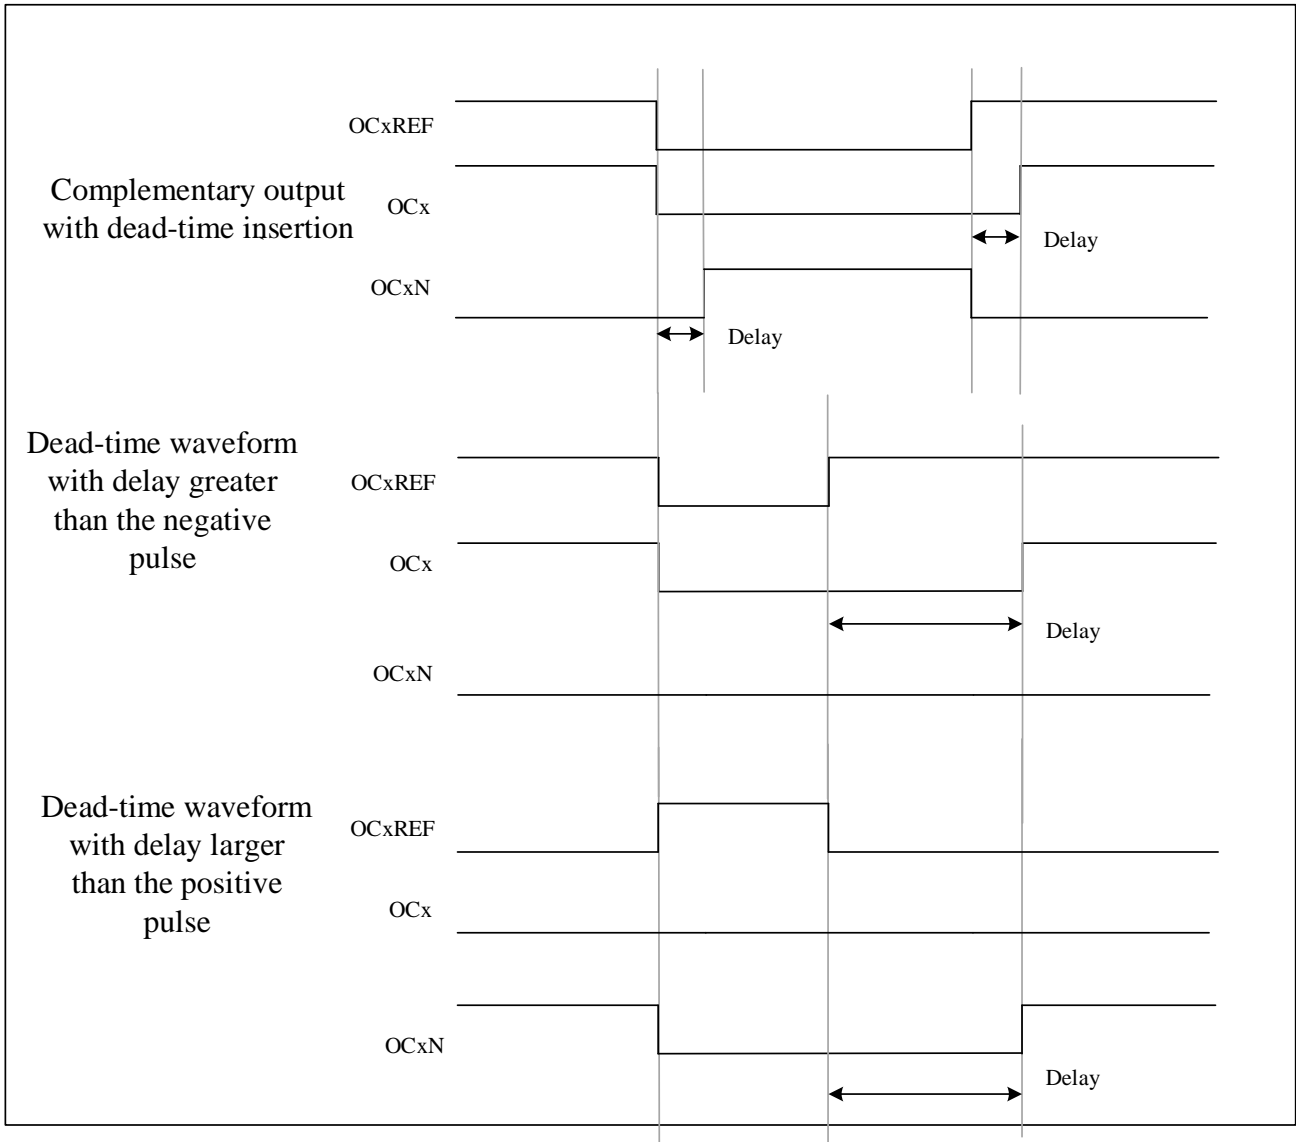 OCxREF
Complementary output
with dead-time insertion
OCx
Delay
OCxN
Delay
Dead-time waveform
with delay greater
than the negative
pulse
OCxREF
OCx
Delay
OCxN
Dead-time waveform
with delay larger
than the positive
pulse
OCxREF
OCx
OCxN
Delay